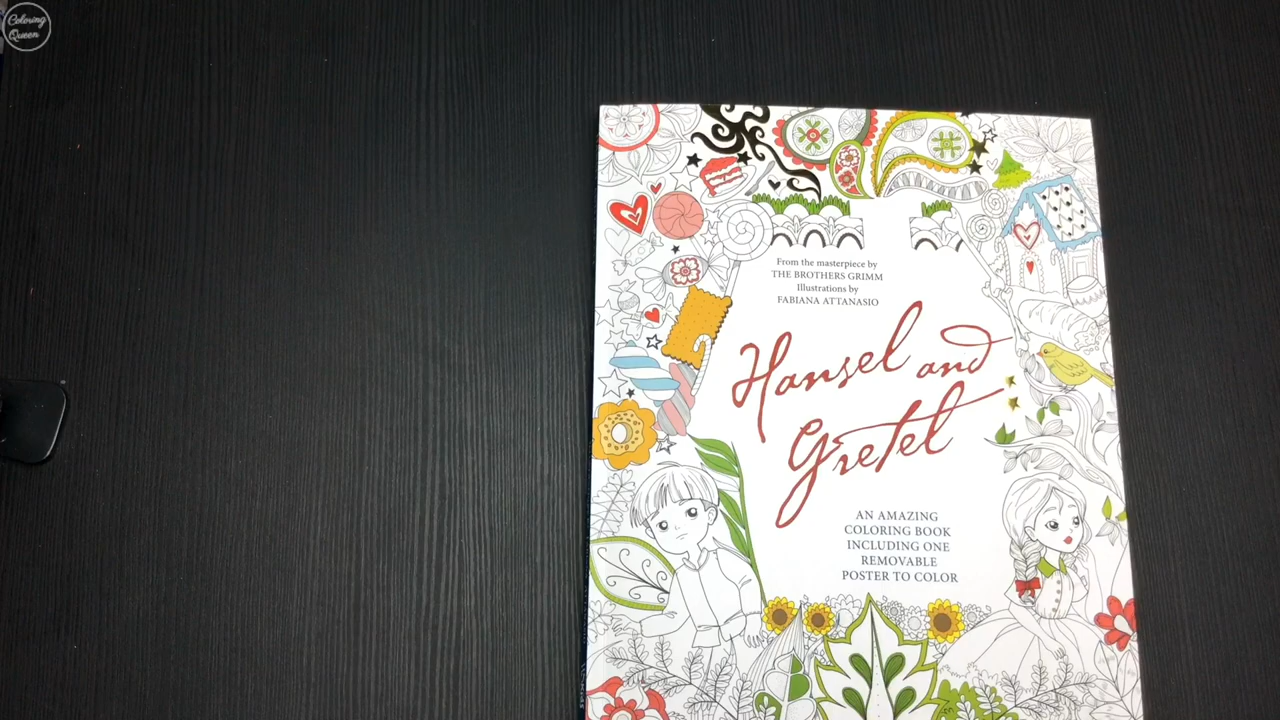 Coloring
Queen
From the masterpiece by
THE BROTHERS GRIMM
Illustrations by
FABIANA ATTANASIO
Hansel and
Gretel
AN AMAZING
COLORING BOOK
INCLUDING ONE
REMOVABLE
POSTER TO COLOR